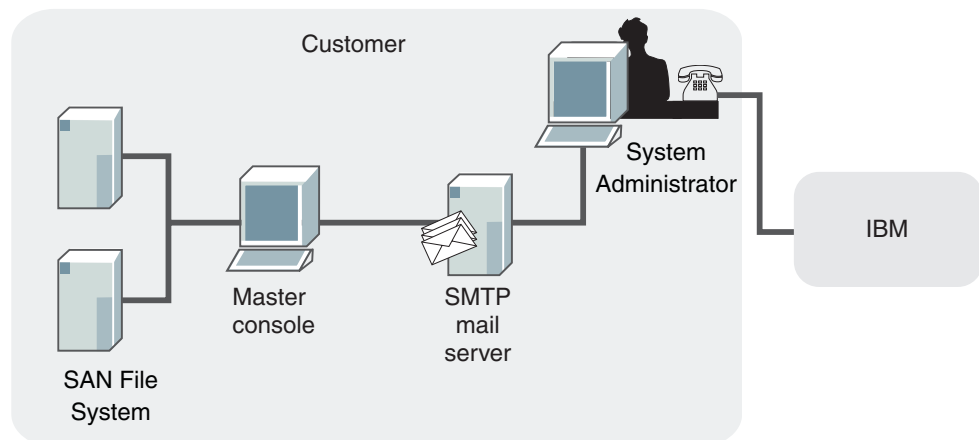 Customer
System
Administrator
IBM
Master
console
SMTP
mail
server
SAN File
System